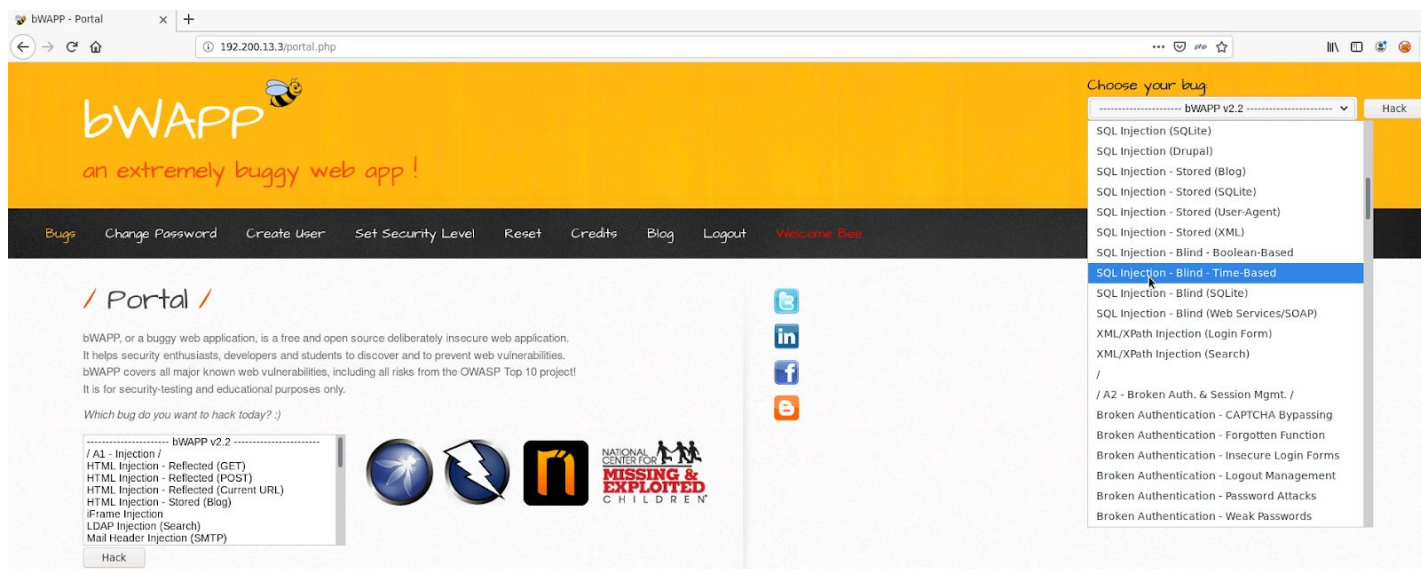 bWAPP - Portal
192.200.13.3/portal.php
php
Choose your bug:
---------------------- bWAPP v2.2 -----------------------
Hack
bWAPP
an extremely buggy web app !
SQL Injection (SQLite)
SQL Injection (Drupal)
SQL Injection - Stored (Blog)
SQL Injection - Stored (SQLite)
SQL Injection - Stored (User-Agent)
SQL Injection - Stored (XML)
SQL Injection - Blind - Boolean-Based
SQL Injection - Blind - Time-Based
SQL Injection - Blind (SQLite)
SQL Injection - Blind (Web Services/SOAP)
XML/XPath Injection (Login Form)
XML/XPath Injection (Search)
/
/ A2 - Broken Auth. & Session Mgmt. /
Broken Authentication - CAPTCHA Bypassing
Broken Authentication - Forgotten Function
Broken Authentication - Insecure Login Forms
Broken Authentication - Logout Management
Broken Authentication - Password Attacks
Broken Authentication - Weak Passwords
Bugs Change Password Create User Set Security Level Reset Credits Blog Logout Welcome Bee
/ Portal /
bWAPP, or a buggy web application, is a free and open source deliberately insecure web application.
It helps security enthusiasts, developers and students to discover and to prevent web vulnerabilities.
bWAPP covers all major known web vulnerabilities, including all risks from the OWASP Top 10 project!
It is for security-testing and educational purposes only.
Which bug do you want to hack today? :)
---------------------- bWAPP v2.2 -----------------------
/ A1 - Injection /
HTML Injection - Reflected (GET)
HTML Injection - Reflected (POST)
HTML Injection - Reflected (Current URL)
HTML Injection - Stored (Blog)
iFrame Injection
LDAP Injection (Search)
Mail Header Injection (SMTP)
Hack
NATIONAL
CENTER FOR
MISSING &
EXPLOITED
CHILDREN
in
f